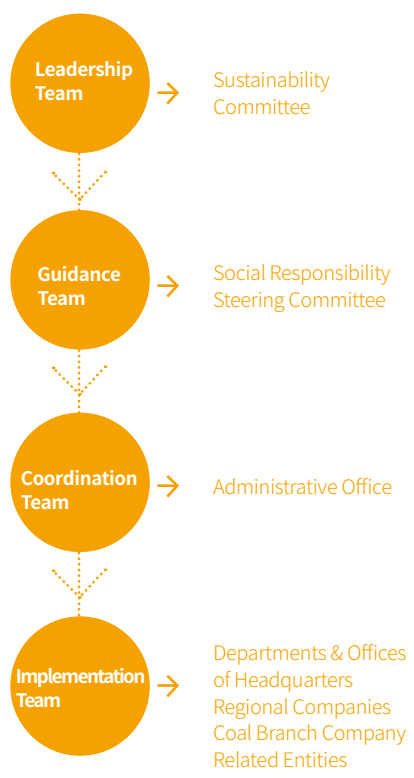 Leadership
Team
Sustainability
Committee
Guidance
Team
Social Responsibility
Steering Committee
Coordination
Team
Administrative Office
Implementation
Team
Departments & Offices
of Headquarters
Regional Companies
Coal Branch Company
Related Entities